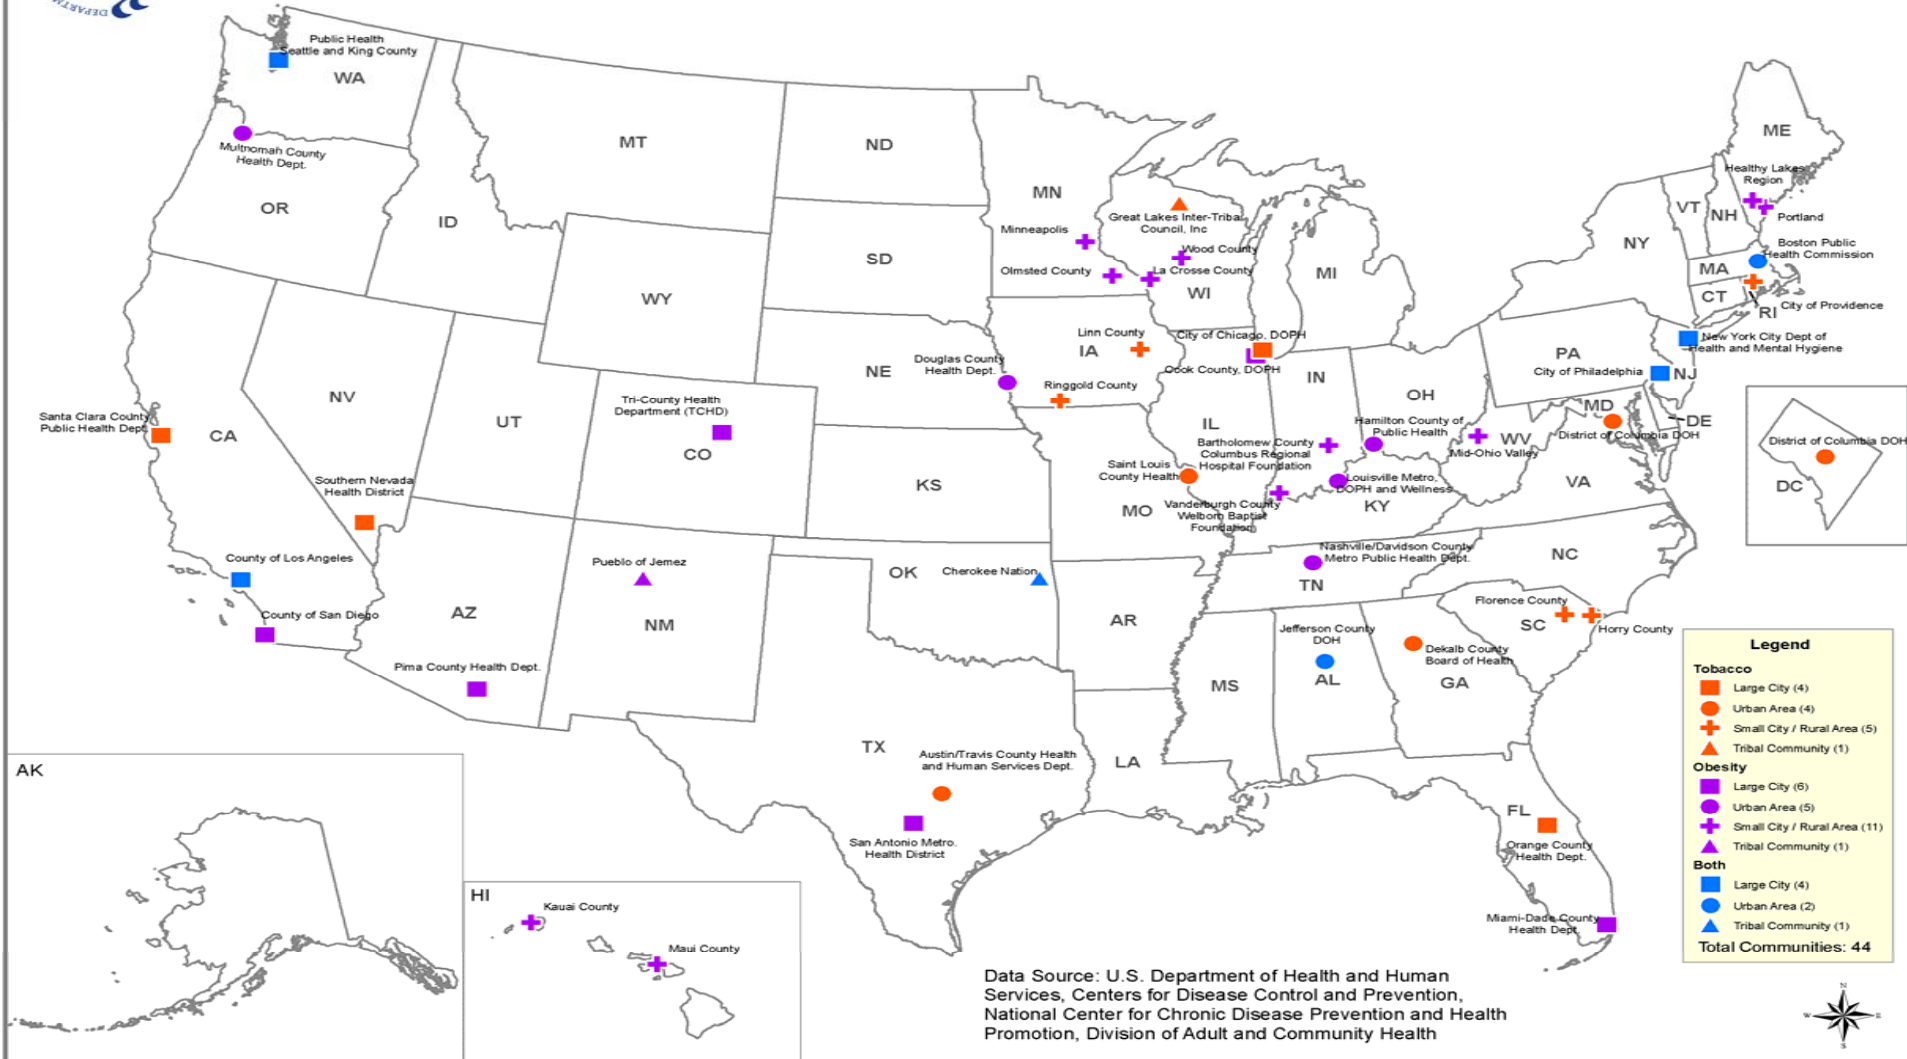 DEPARTMENT
Public Health
Seattle and King County
WA
Multnomah County
Health Dept.
OR
ID
MT
ND
MN
SD
WY
NE
NV
UT
CA
Santa Clara County
Public Health Dept.
Southern Nevada
Health District
County of Los Angeles
County of San Diego
Tri-County Health
Department (TCHD)
CO
KS
AZ
Pima County Health Dept.
Pueblo of Jemez
NM
OK
Cherokee Nation
TX
Austin/Travis County Health
and Human Services Dept.
San Antonio Metro.
Health District
Minneapolis
Olmsted County
Great Lakes Inter-Tribal
Council, Inc
Wood County
La Crosse County
WI
MI
Linn County
IA
Ringgold County
Douglas County
Health Dept.
City of Chicago, DOPH
Cook County, DOPH
IL
IN
OH
Saint Louis
County Health
MO
Bartholomew County
Columbus Regional
Hospital Foundation
Hamilton County of
Public Health
Vanderburgh County
Welborn Baptist
Foundation
Louisville Metro,
DOPH and Wellness
KY
Mid-Ohio Valley
WV
VA
Nashville/Davidson County
Metro Public Health Dept.
TN
NC
AR
MS
LA
Jefferson County
DOH
AL
Dekalb County
Board of Health
GA
Florence County
SC
Horry County
FL
Orange County
Health Dept.
Miami-Dade County
Health Dept.
ME
Healthy Lakes
Region
Portland
VT
NH
NY
Boston Public
Health Commission
MA
CT
RI
City of Providence
New York City Dept of
Health and Mental Hygiene
PA
City of Philadelphia
NJ
MD
DE
District of Columbia DOH
District of Columbia DOH
DC
AK
HI
Kauai County
Maui County
Legend
Tobacco
Large City (4)
Urban Area (4)
Small City / Rural Area (5)
Tribal Community (1)
Obesity
Large City (6)
Urban Area (5)
Small City / Rural Area (11)
Tribal Community (1)
Both
Large City (4)
Urban Area (2)
Tribal Community (1)
Total Communities: 44
Data Source: U.S. Department of Health and Human
Services, Centers for Disease Control and Prevention,
National Center for Chronic Disease Prevention and Health
Promotion, Division of Adult and Community Health
N
W
E
S